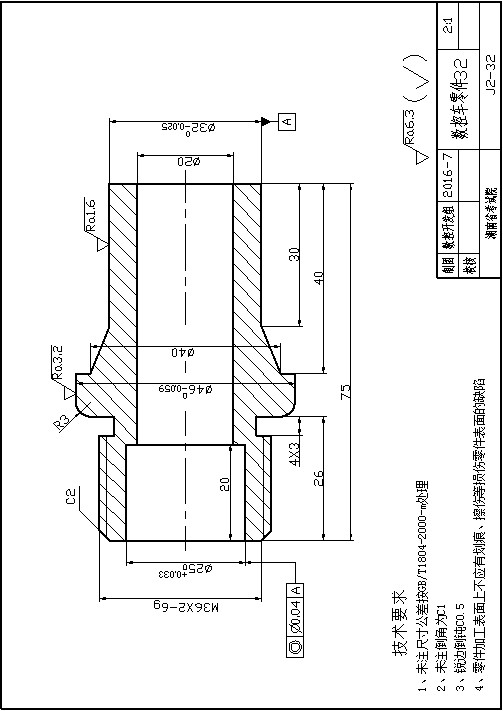 Ø32 0 -0.025
A
Ø20
Ra1.6
30
40
Ra3.2
Ø40
Ø46 0 -0.059
75
R3
4X3
26
20
C2
Ø25 +0.033 0
M36X2-6g
◎ Ø0.04 A
Ra6.3 (√)
技术要求
1、未注尺寸公差按GB/T1804-2000-m处理
2、未注倒角为C1
3、锐边倒钝C0.5
4、零件加工表面上不应有划痕、擦伤等损伤零件表面的缺陷
制图 数控开发组 2016-7 数控车零件32 2:1
校核
湖南省考试院 J2-32